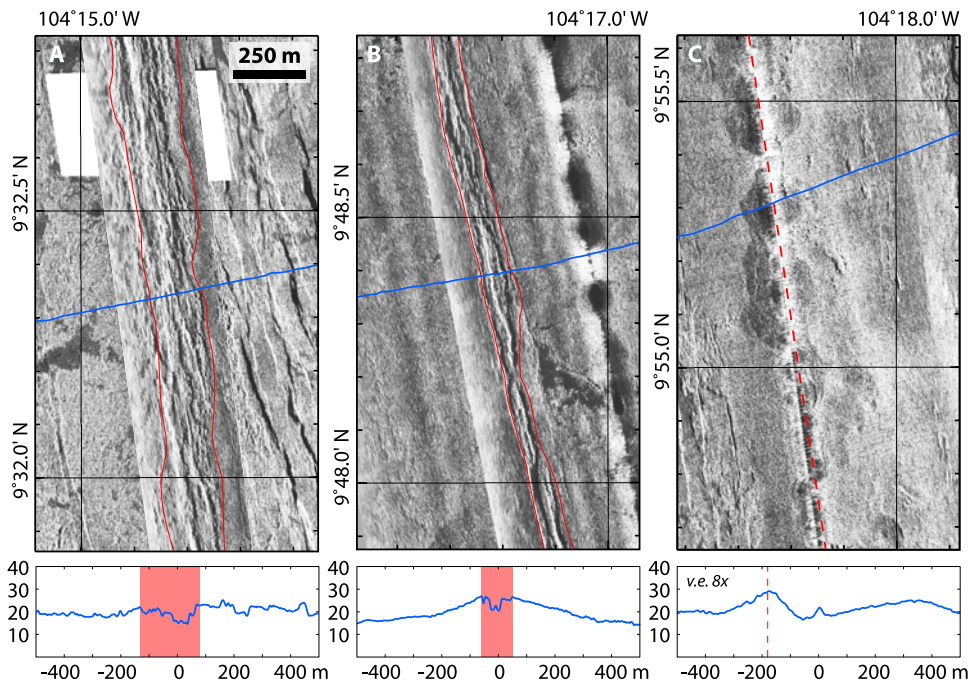 104°15.0' W
104°17.0' W
104°18.0' W
A
250 m
B
C
9°32.5' N
9°32.0' N
9°48.5' N
9°48.0' N
9°55.5' N
9°55.0' N
40
30
20
10
-400 -200 0 200 400 m
40
30
20
10
-400 -200 0 200 400 m
v.e. 8x
40
30
20
10
-400 -200 0 200 400 m